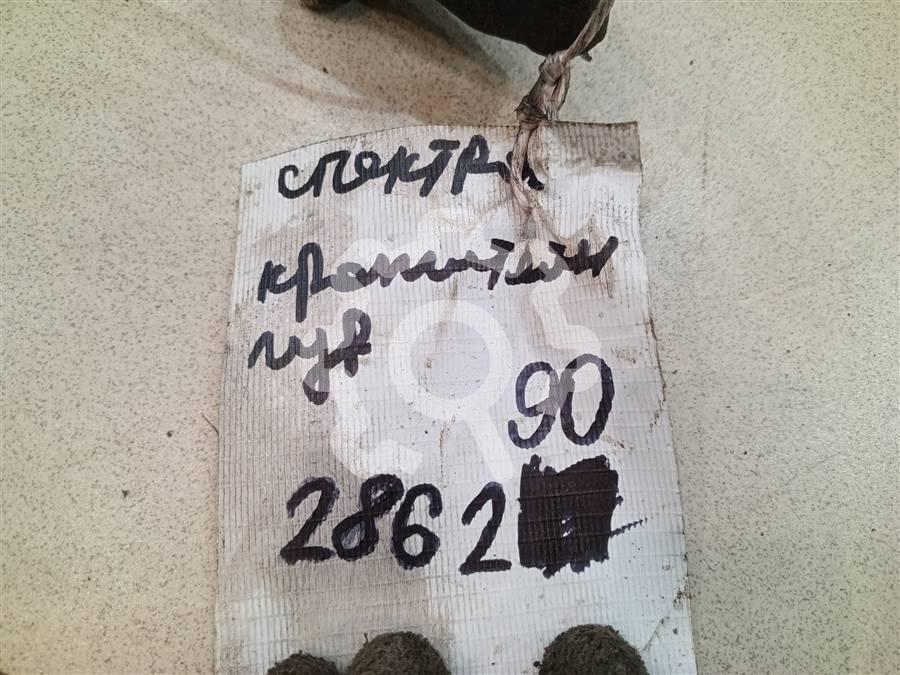 спектра
кронштейн
гур
90
2862